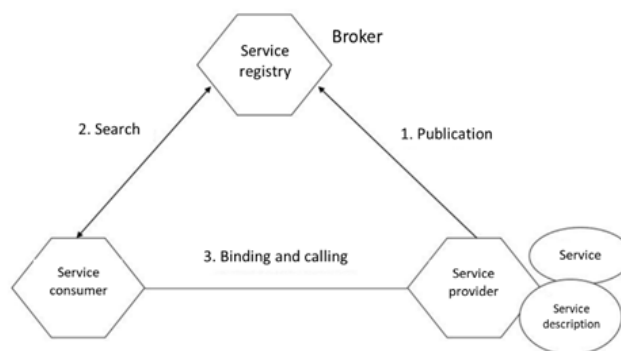 Broker
Service
registry
2. Search
1. Publication
3. Binding and calling
Service
consumer
Service
provider
Service
Service
description